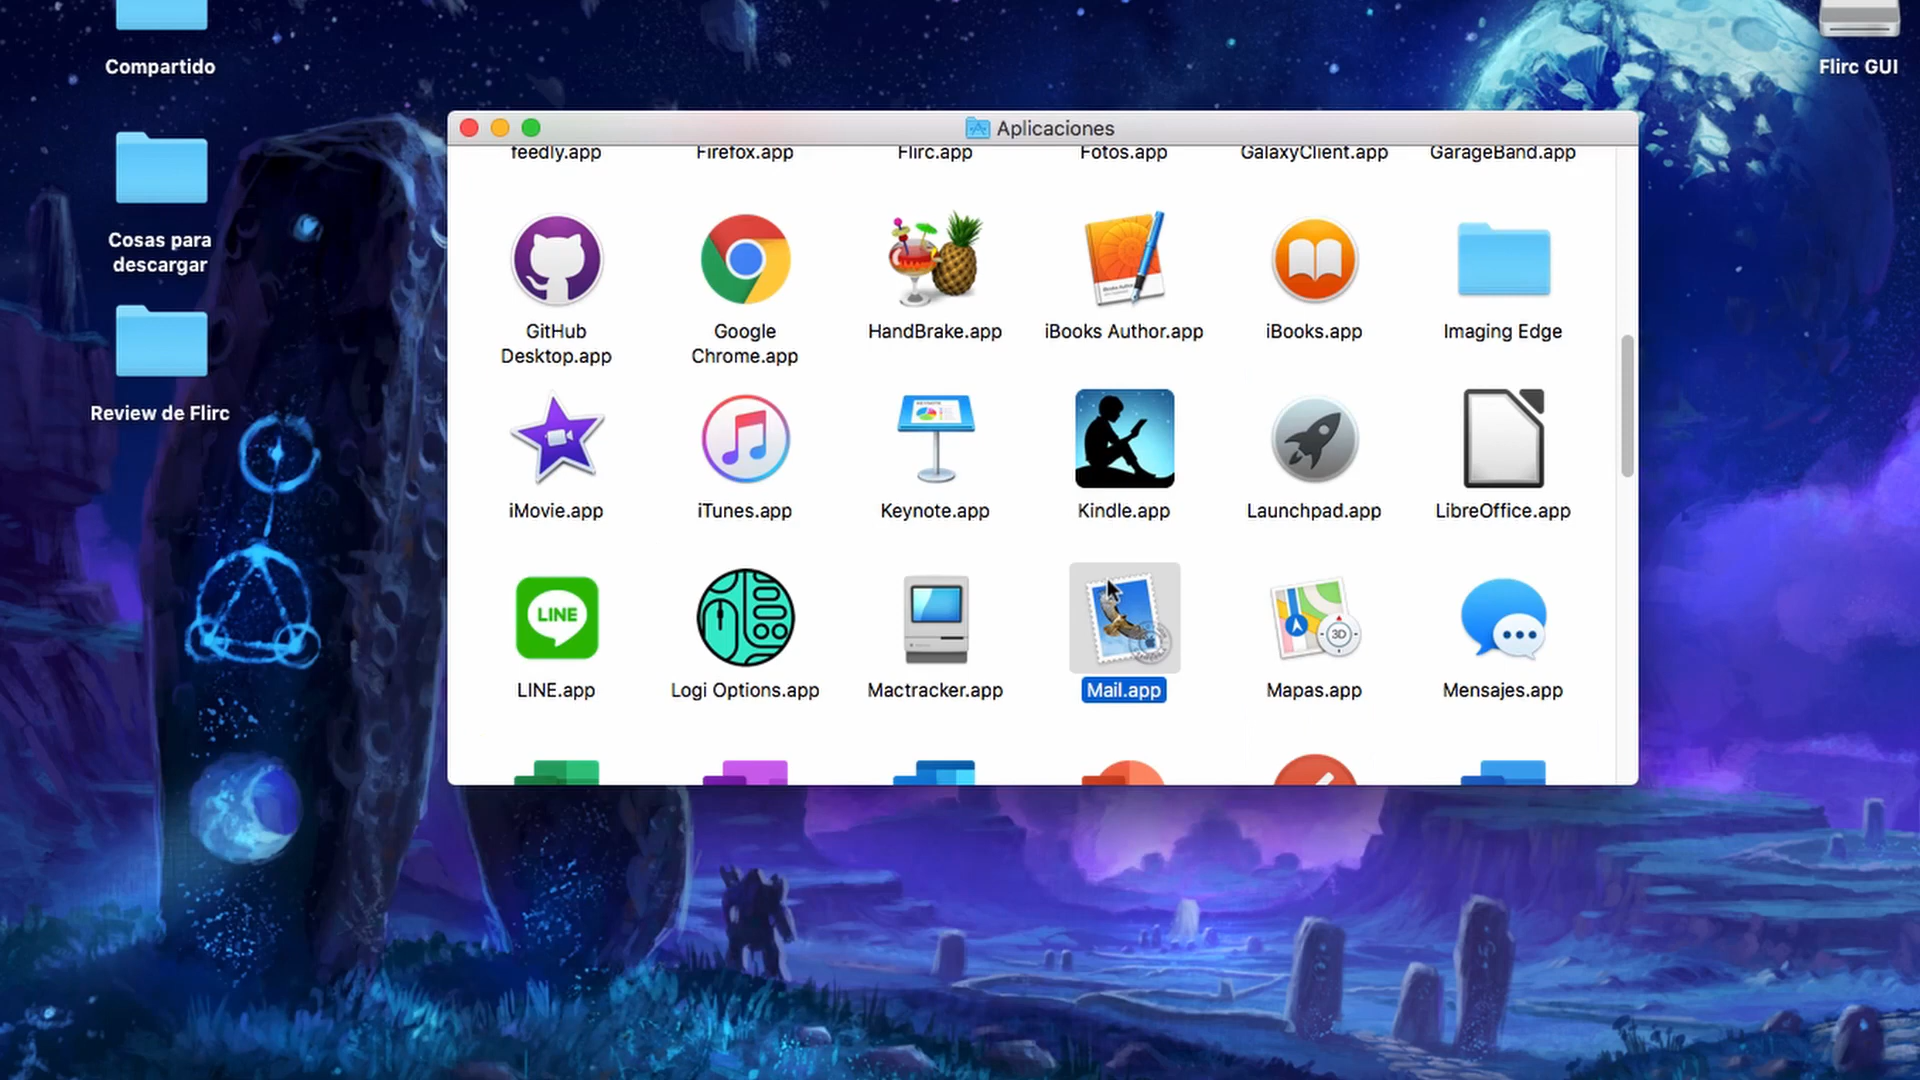 Compartido
Flirc GUI
Cosas para
descargar
Review de Flirc
Aplicaciones
feedly.app
Firefox.app
Flirc.app
Fotos.app
GalaxyClient.app
GarageBand.app
GitHub
Desktop.app
Google
Chrome.app
HandBrake.app
iBooks Author.app
iBooks.app
Imaging Edge
KEYNOTE
iMovie.app
iTunes.app
Keynote.app
Kindle.app
Launchpad.app
LibreOffice.app
LINE
3D
LINE.app
Logi Options.app
Mactracker.app
Mail.app
Mapas.app
Mensajes.app